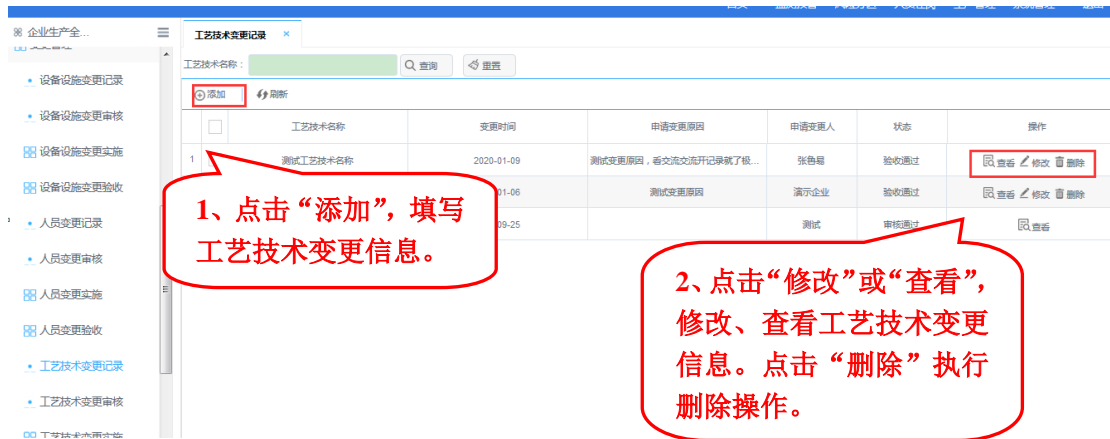 企业生产全...
工艺技术变更记录 ×
工艺技术名称：
查询
重置
添加
刷新
工艺技术名称 变更时间 申请变更原因 申请变更人 状态 操作
1 测试工艺技术名称 2020-01-09 测试变更原因，看交流交流开记录就了极... 张鲁易 验收通过 查看 修改 删除
01-06 测试变更原因 演示企业 验收通过 查看 修改 删除
09-25 测试 审核通过 查看
设备设施变更记录
设备设施变更审核
设备设施变更实施
设备设施变更验收
人员变更记录
人员变更审核
人员变更实施
人员变更验收
工艺技术变更记录
工艺技术变更审核
工艺技术变更实施
1、点击“添加”，填写
工艺技术变更信息。
2、点击“修改”或“查看”，
修改、查看工艺技术变更
信息。点击“删除”执行
删除操作。